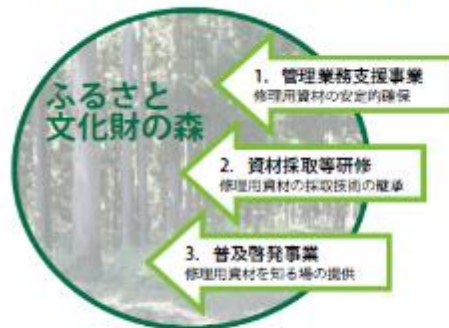 ふるさと
文化財の森
1. 管理業務支援事業
修理用資材の安定的確保
2. 資材採取等研修
修理用資材の採取技術の継承
3. 普及啓発事業
修理用資材を知る場の提供